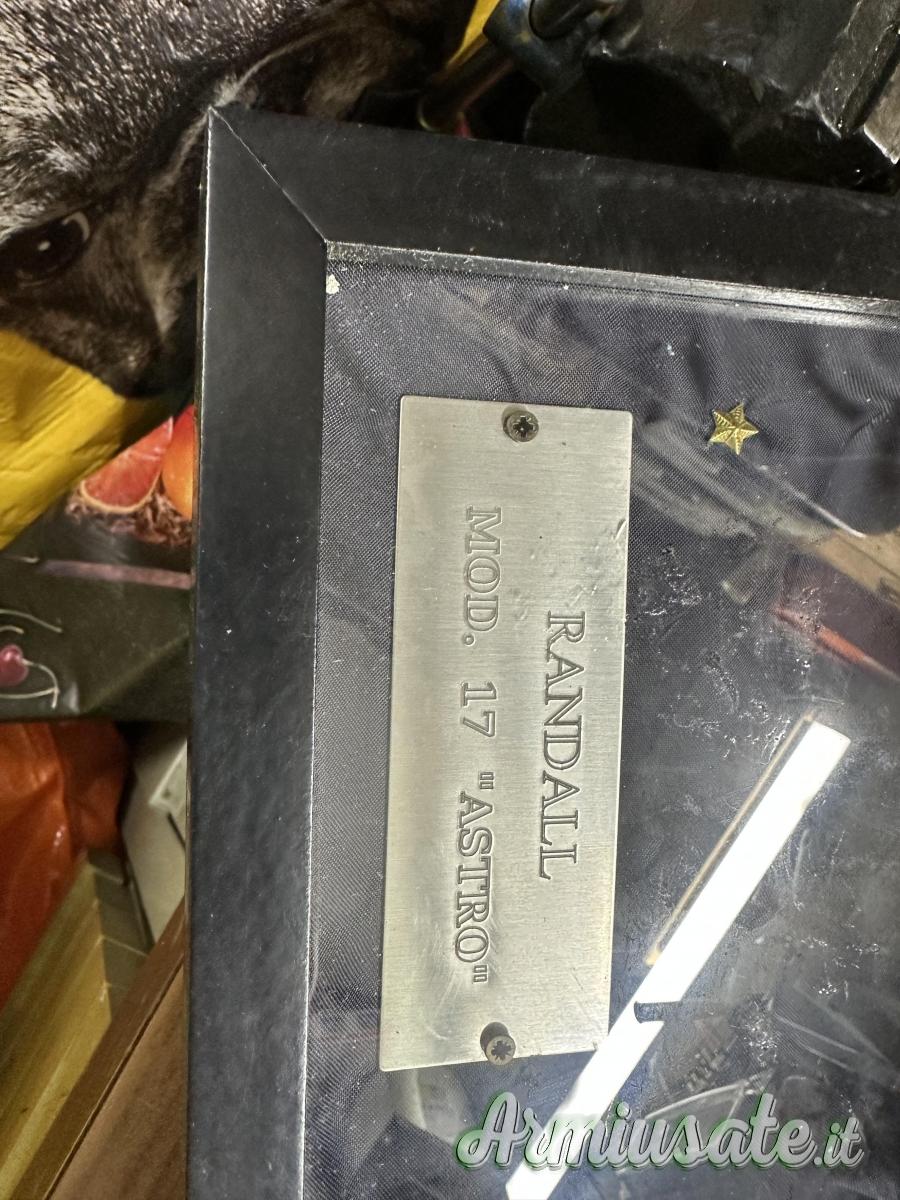 RANDALL
MOD. 17 "ASTRO"
Armiusate.it